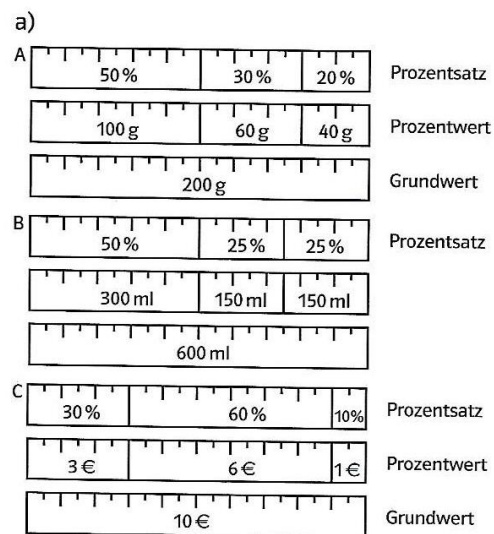 a)
A 50 % 30 % 20 % Prozentsatz
100 g 60 g 40 g Prozentwert
200 g Grundwert
B 50 % 25 % 25 % Prozentsatz
300 ml 150 ml 150 ml
600 ml
C 30 % 60 % 10% Prozentsatz
3 € 6 € 1 € Prozentwert
10 € Grundwert